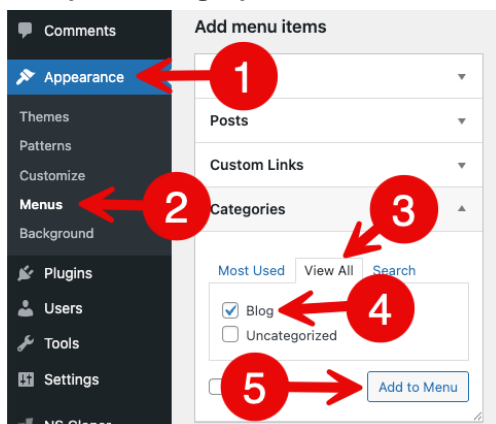 Comments
Appearance
Themes
Patterns
Customize
Menus
Background
Plugins
Users
Tools
Settings
Add menu items
1
Posts
Custom Links
2
Categories
3
Most Used View All Search
Blog
4
Uncategorized
5
Add to Menu